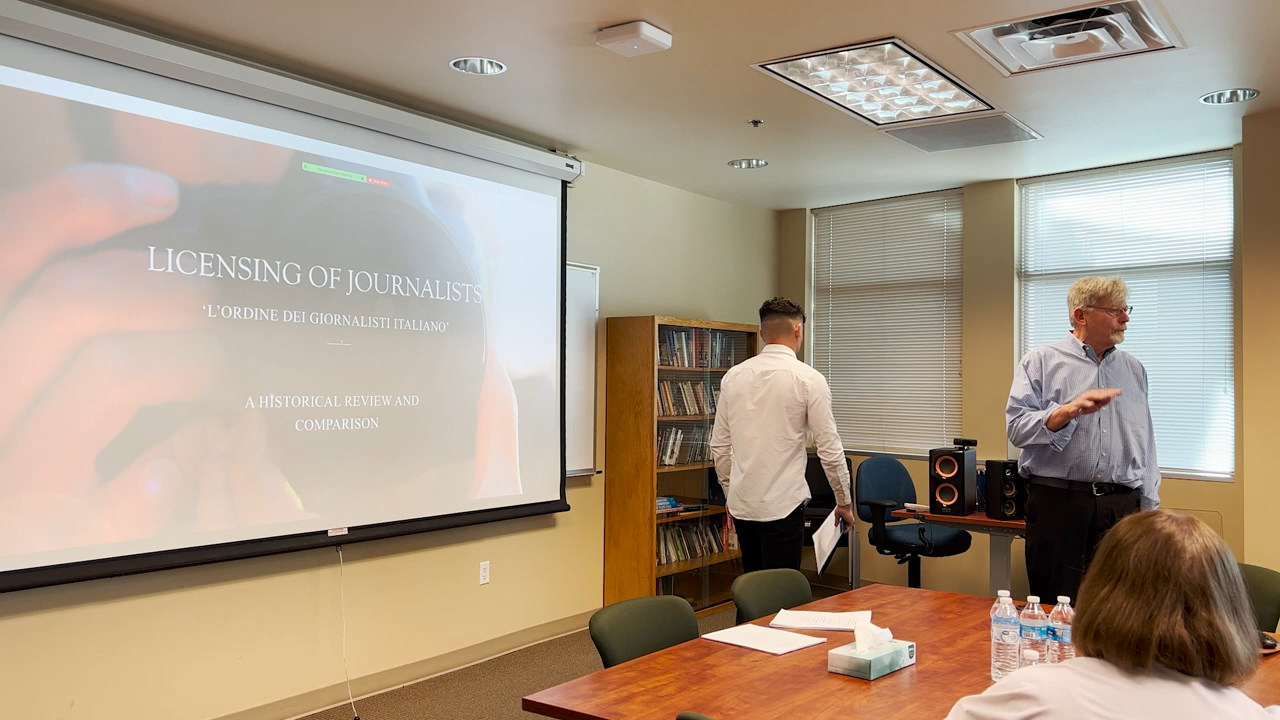 LICENSING OF JOURNALISTS
‘L’ORDINE DEI GIORNALISTI ITALIANO’
A HISTORICAL REVIEW AND
COMPARISON